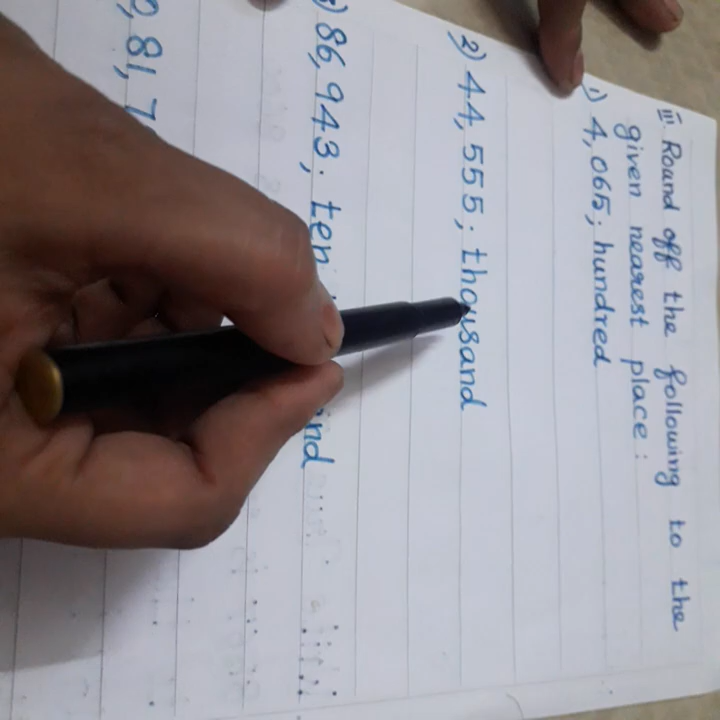 III. Round off the following to the
given nearest place:
1) 4,065; hundred
2) 44,555; thousand
3) 86,943; ten